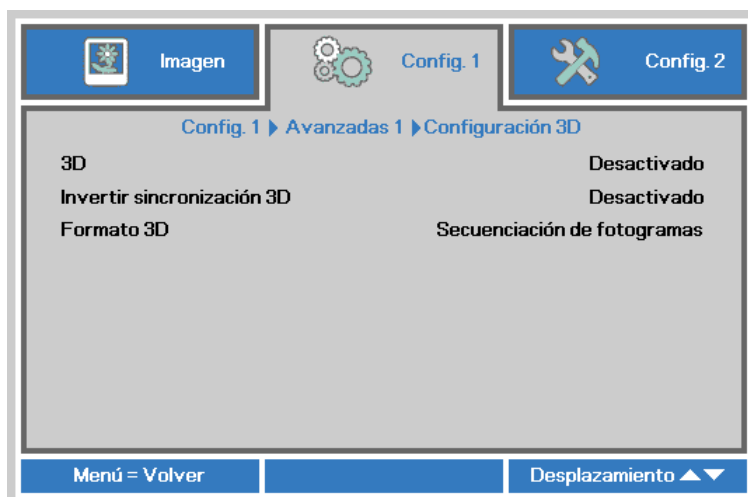 Imagen
Config. 1
Config. 2
Config. 1 ▶ Avanzadas 1 ▶ Configuración 3D
3D Desactivado
Invertir sincronización 3D Desactivado
Formato 3D Secuenciación de fotogramas
Menú = Volver
Desplazamiento ▲▼